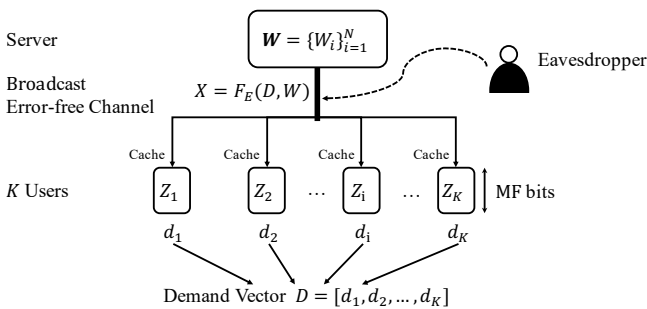 Server
𝑾 = {W_i}_{i=1}^{N}
Eavesdropper
Broadcast
Error-free Channel
X = F_E(D, W)
Cache Cache Cache Cache
K Users
Z_1 Z_2 ... Z_i ... Z_K
MF bits
d_1 d_2 d_i d_K
Demand Vector D = [d_1, d_2, ..., d_K]